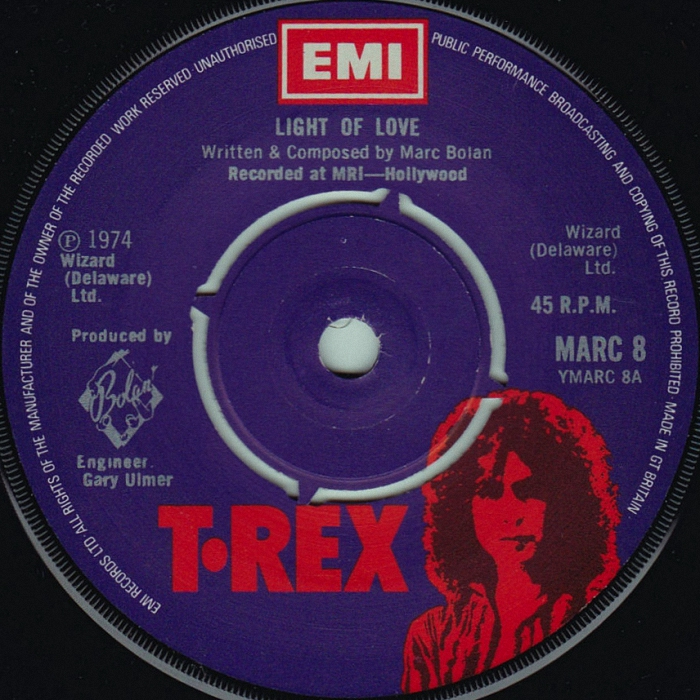 EMI
EMI RECORDS LTD ALL RIGHTS OF THE MANUFACTURER AND OF THE OWNER OF THE RECORDED WORK RESERVED·UNAUTHORISED PUBLIC PERFORMANCE BROADCASTING AND COPYING OF THIS RECORD PROHIBITED·MADE IN GT BRITAIN·
LIGHT OF LOVE
Written & Composed by Marc Bolan
Recorded at MRI—Hollywood
℗ 1974
Wizard
(Delaware)
Ltd.
Wizard
(Delaware)
Ltd.
45 R.P.M.
MARC 8
YMARC 8A
Produced by
Bolan
Engineer.
Gary Ulmer
T·REX